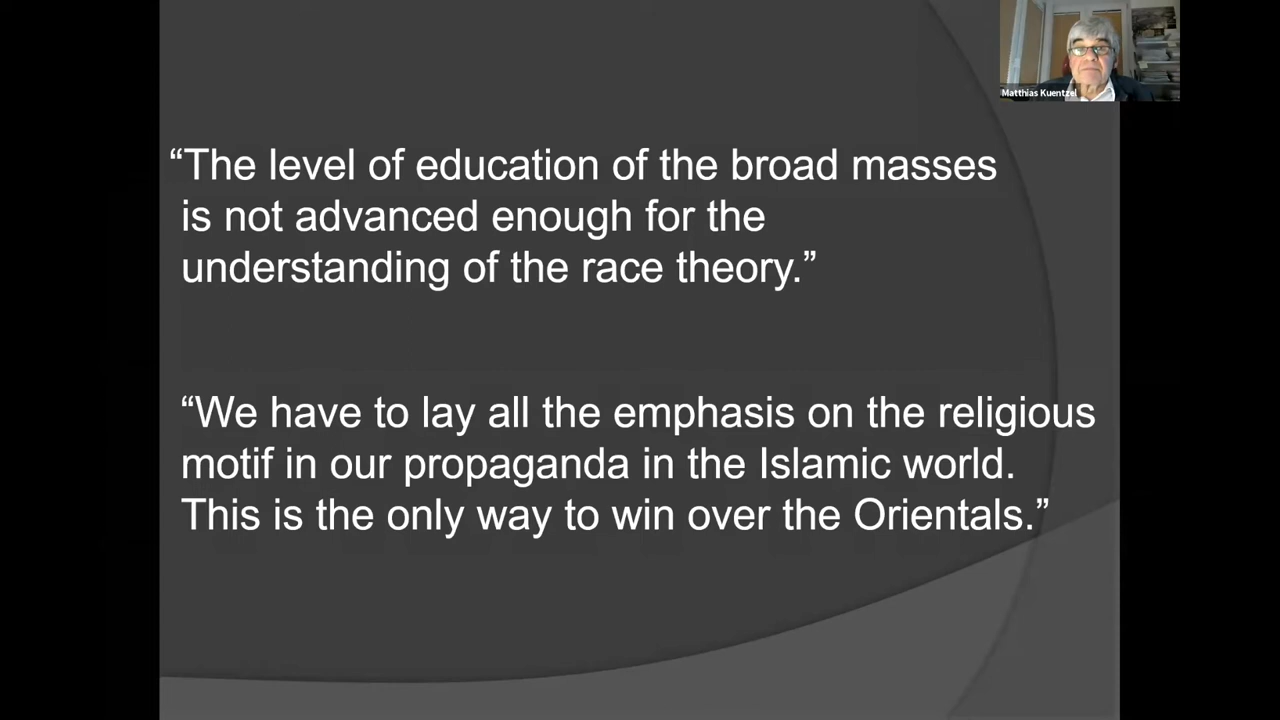 Matthias Kuentzel
“The level of education of the broad masses
is not advanced enough for the
understanding of the race theory.”
“We have to lay all the emphasis on the religious
motif in our propaganda in the Islamic world.
This is the only way to win over the Orientals.”